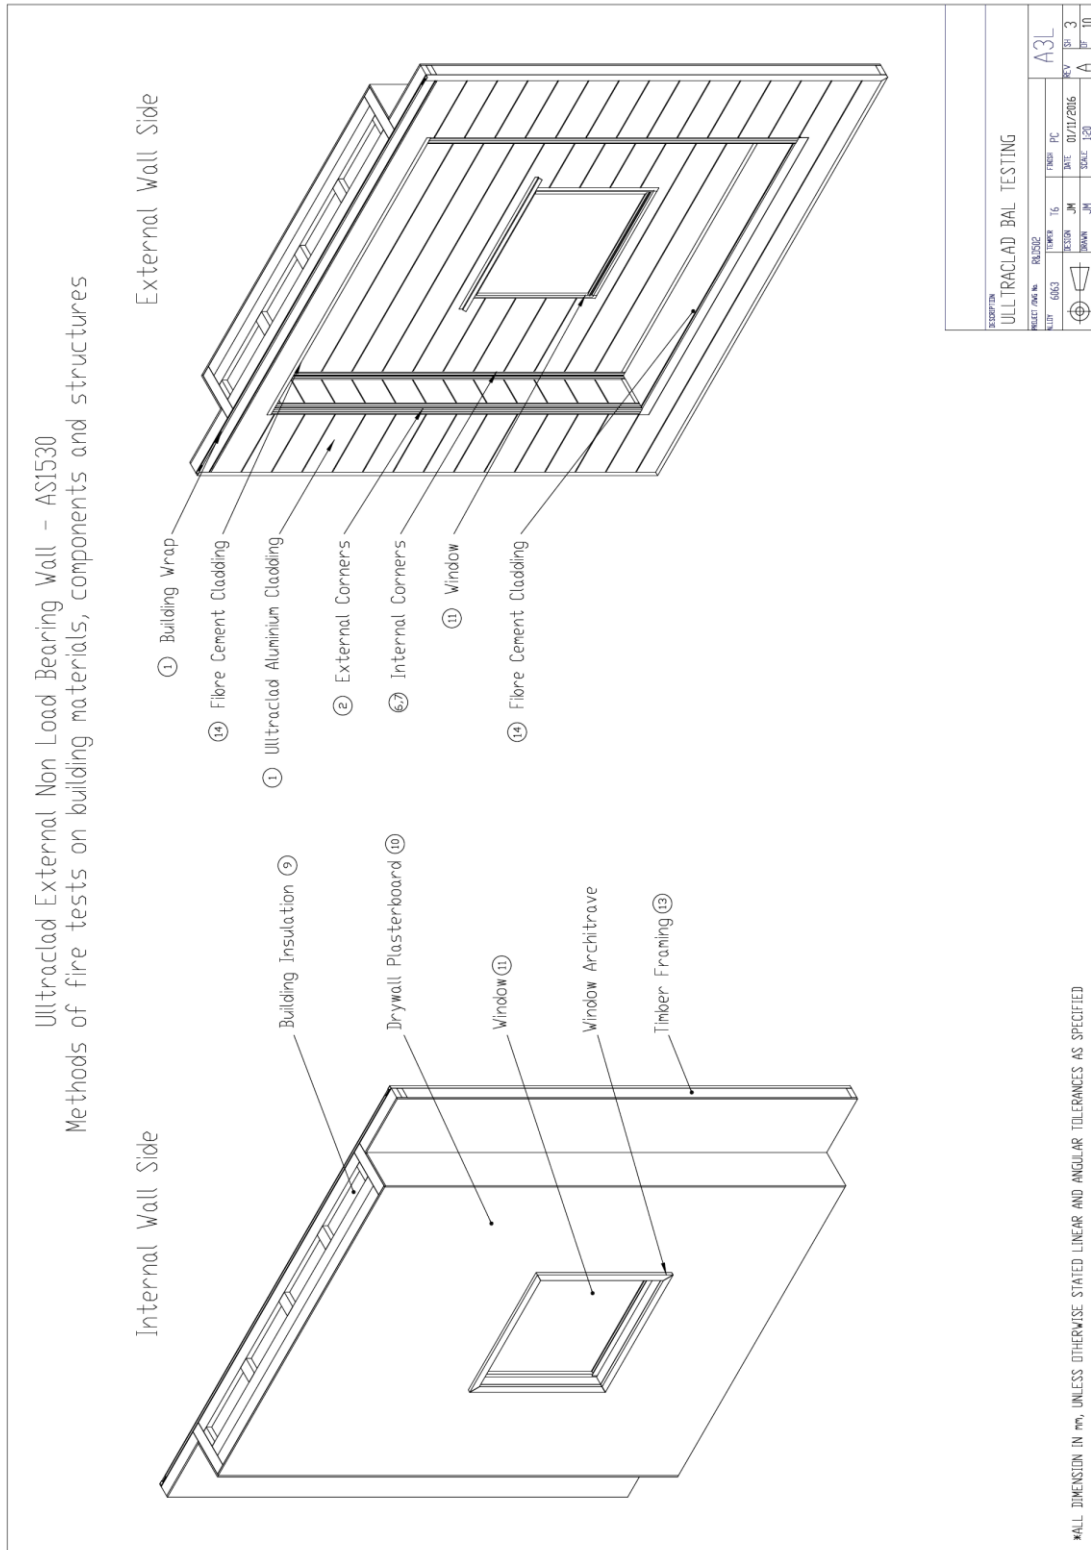 Ulltraclad External Non Load Bearing Wall - AS1530
Methods of fire tests on building materials, components and structures
Internal Wall Side
External Wall Side
Building Insulation 9
Drywall Plasterboard 10
Window 11
Window Architrave
Timber Framing 13
1 Building Wrap
14 Fibre Cement Cladding
1 Ulltraclad Aluminium Cladding
2 External Corners
6,7 Internal Corners
11 Window
14 Fibre Cement Cladding
*ALL DIMENSION IN mm, UNLESS OTHERWISE STATED LINEAR AND ANGULAR TOLERANCES AS SPECIFIED
DESCRIPTION
ULLTRACLAD BAL TESTING
PROJECT /DWG No. R&D502
A3L
ALLOY 6063 TEMPER T6 FINISH PC
DESIGN JM DATE 01/11/2016 REV SH 3
DRAWN JM SCALE 1:20 A OF 10